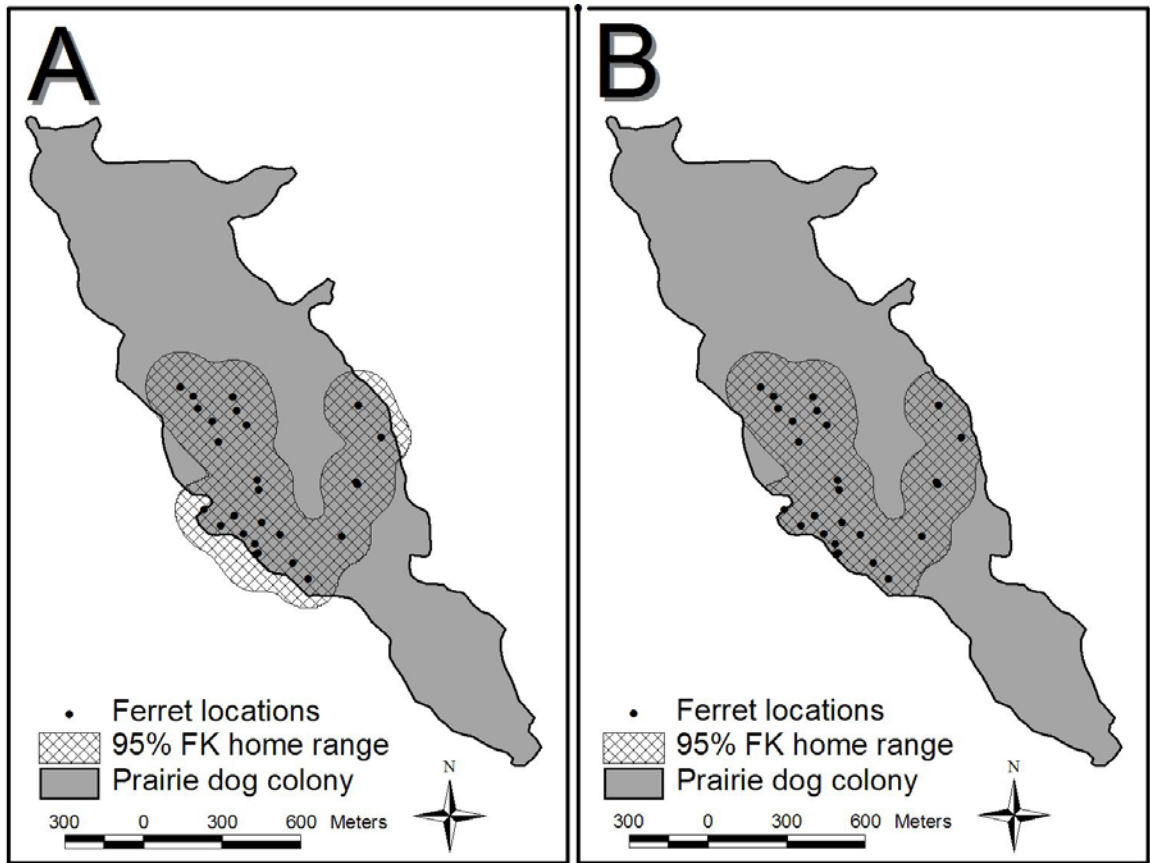 A
Ferret locations
95% FK home range
Prairie dog colony
N
300 0 300 600 Meters
B
Ferret locations
95% FK home range
Prairie dog colony
N
300 0 300 600 Meters